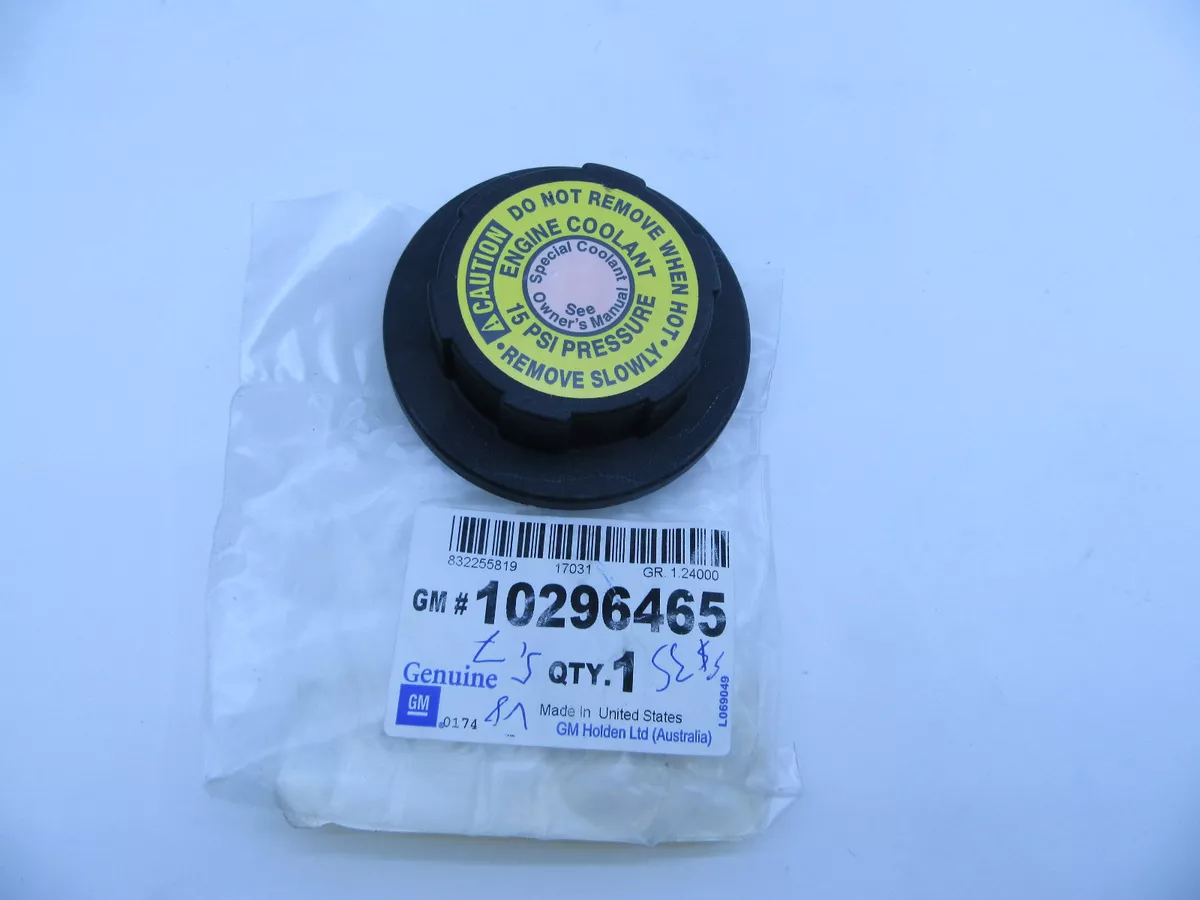 ⚠ CAUTION
DO NOT REMOVE WHEN HOT
• REMOVE SLOWLY •
ENGINE COOLANT
15 PSI PRESSURE
Special Coolant
See
Owner's Manual
832255819 17031 GR. 1.24000
GM # 10296465
Genuine QTY. 1
GM ®0174 Made in United States
GM Holden Ltd (Australia)
L069049